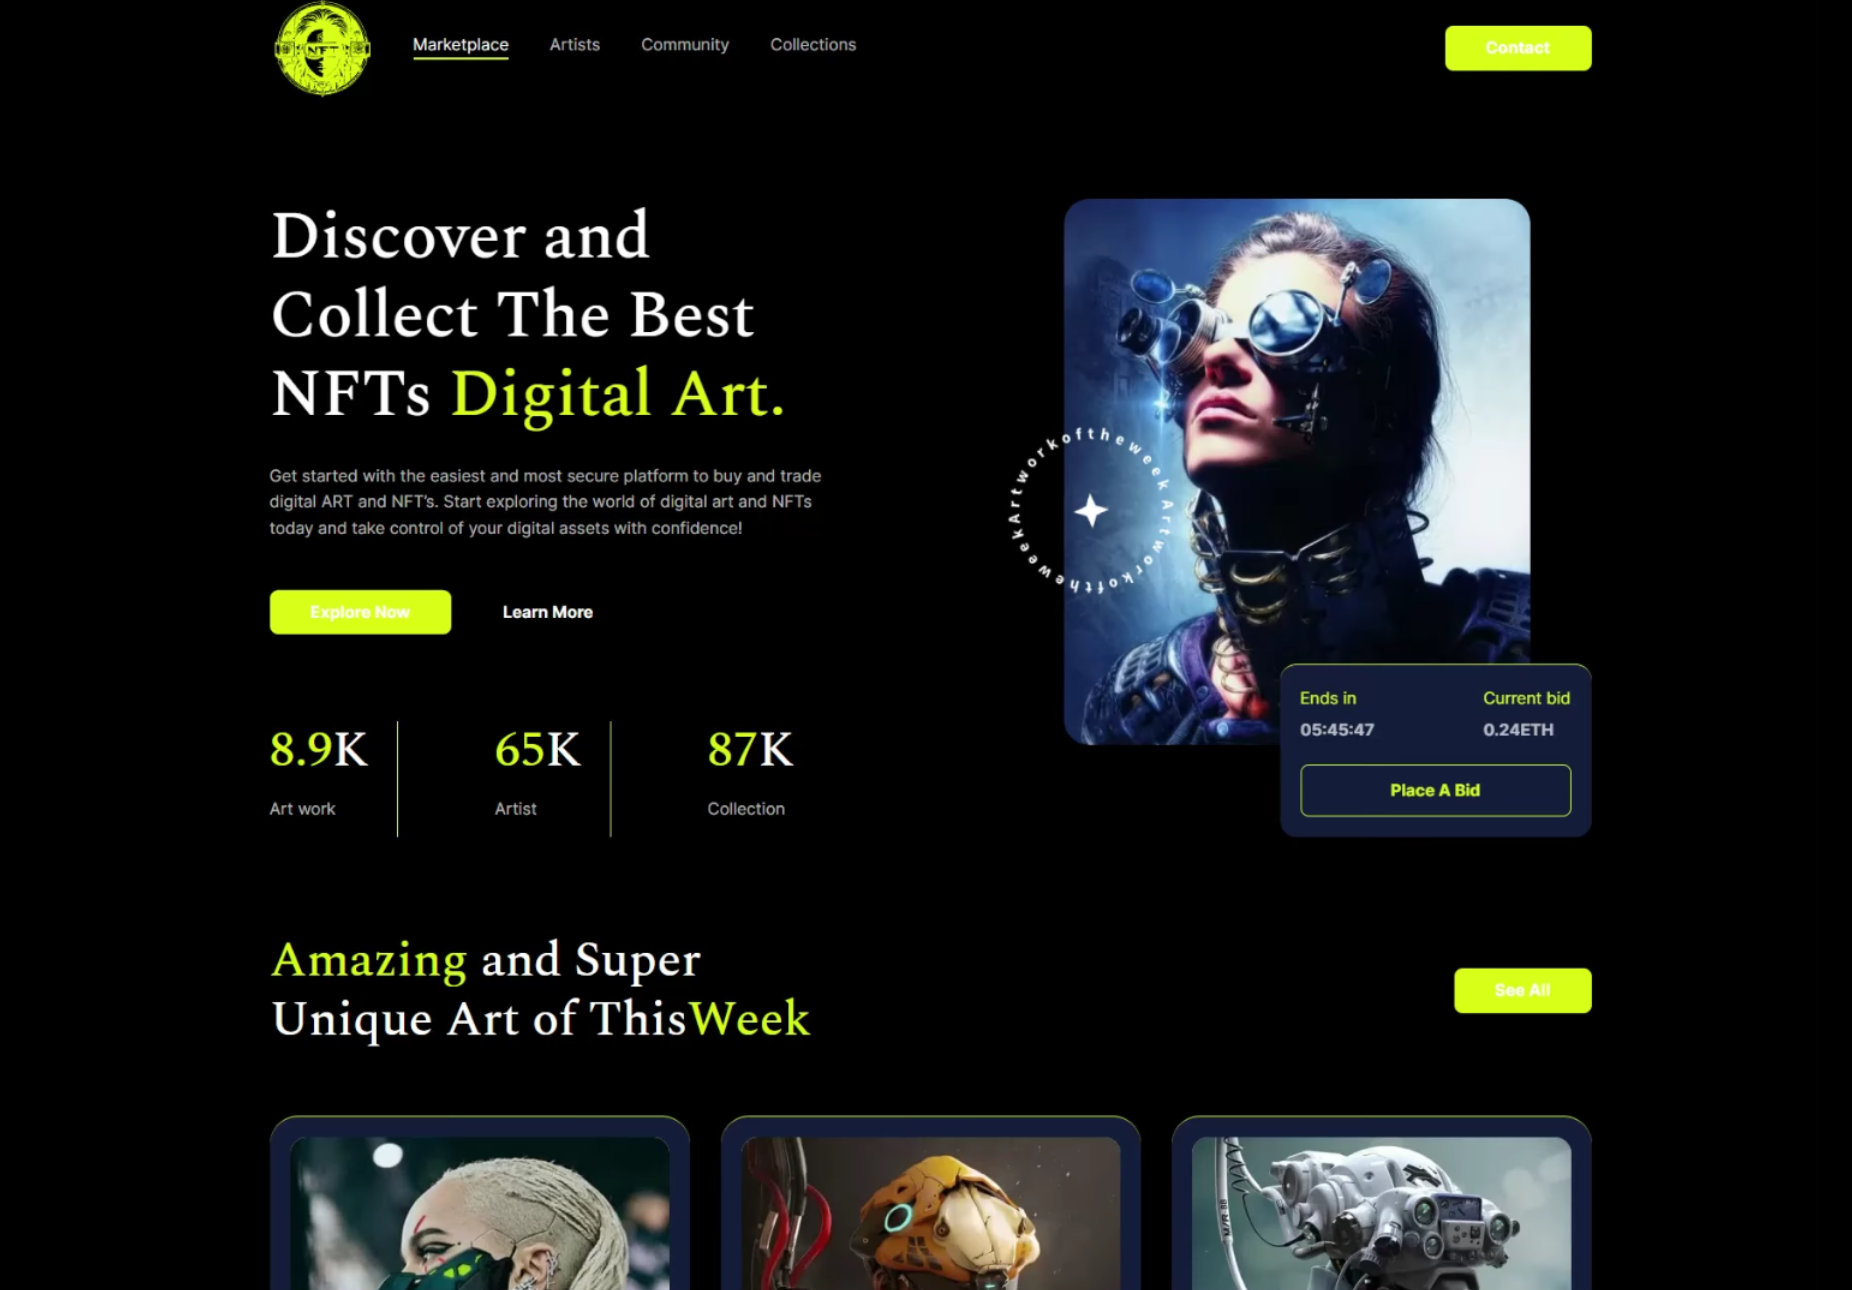 NFT
Marketplace
Artists
Community
Collections
Contact
Discover and
Collect The Best
NFTs Digital Art.
Get started with the easiest and most secure platform to buy and trade
digital ART and NFT's. Start exploring the world of digital art and NFTs
today and take control of your digital assets with confidence!
Explore Now
Learn More
ArtworkoftheweekArtworkoftheweek
Ends in
Current bid
05:45:47
0.24ETH
Place A Bid
8.9K
65K
87K
Art work
Artist
Collection
Amazing and Super
Unique Art of ThisWeek
See All